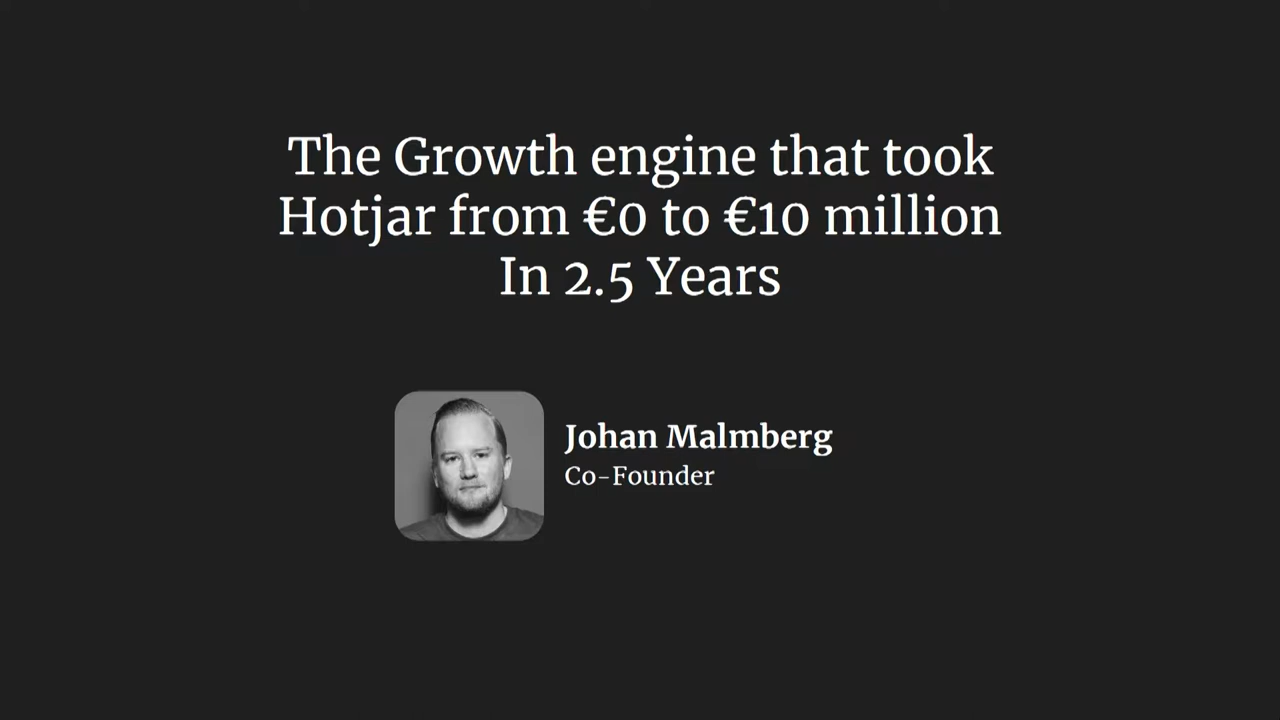 The Growth engine that took
Hotjar from €0 to €10 million
In 2.5 Years
Johan Malmberg
Co-Founder